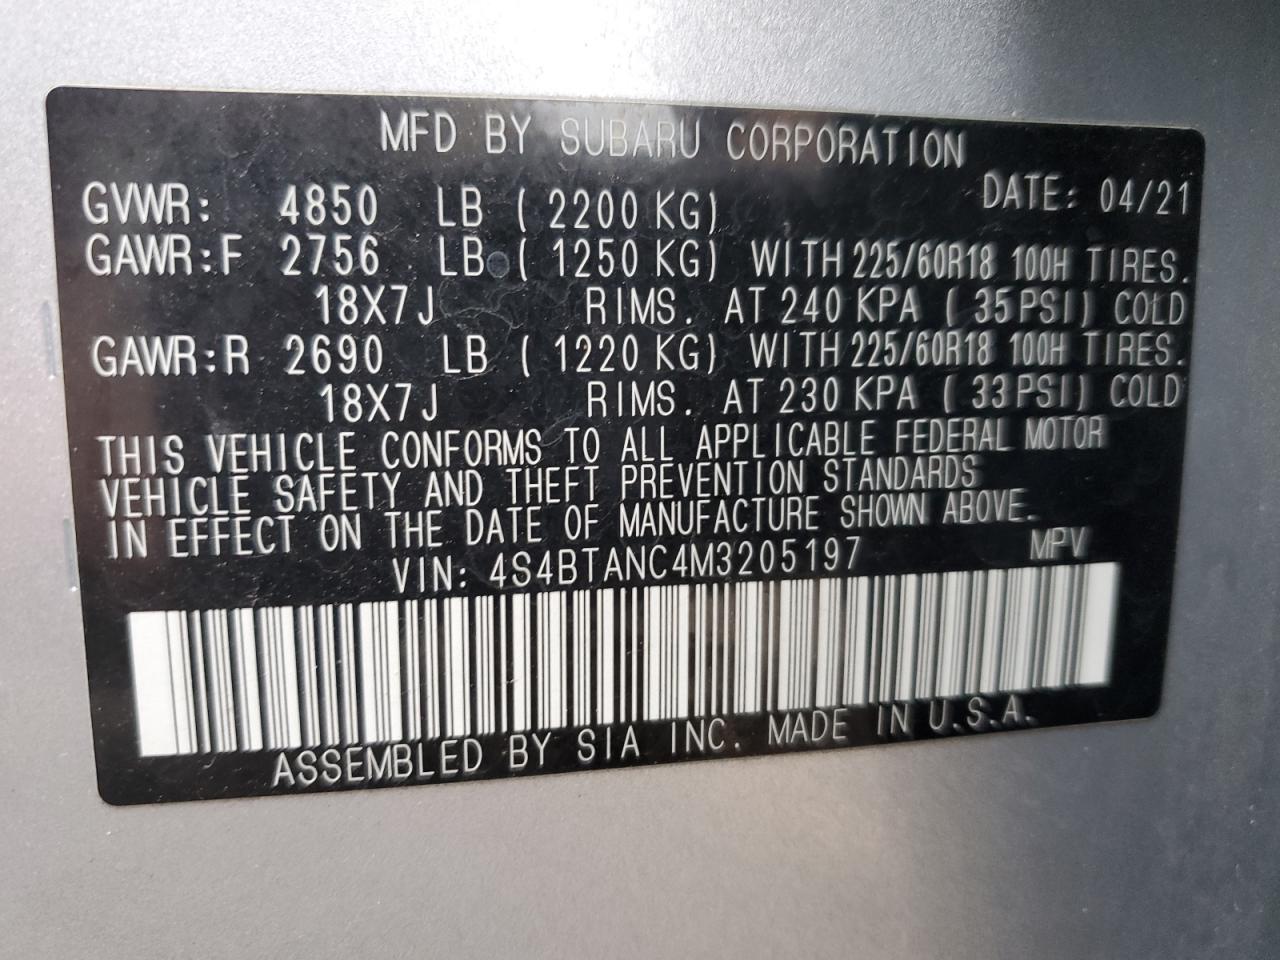 MFD BY SUBARU CORPORATION
DATE: 04/21
GVWR: 4850 LB ( 2200 KG)
GAWR:F 2756 LB ( 1250 KG) WITH 225/60R18 100H TIRES.
18X7J RIMS. AT 240 KPA ( 35 PSI) COLD
GAWR:R 2690 LB ( 1220 KG) WITH 225/60R18 100H TIRES.
18X7J RIMS. AT 230 KPA ( 33 PSI) COLD
THIS VEHICLE CONFORMS TO ALL APPLICABLE FEDERAL MOTOR
VEHICLE SAFETY AND THEFT PREVENTION STANDARDS
IN EFFECT ON THE DATE OF MANUFACTURE SHOWN ABOVE.
VIN: 4S4BTANC4M3205197 MPV
ASSEMBLED BY SIA INC. MADE IN U.S.A.